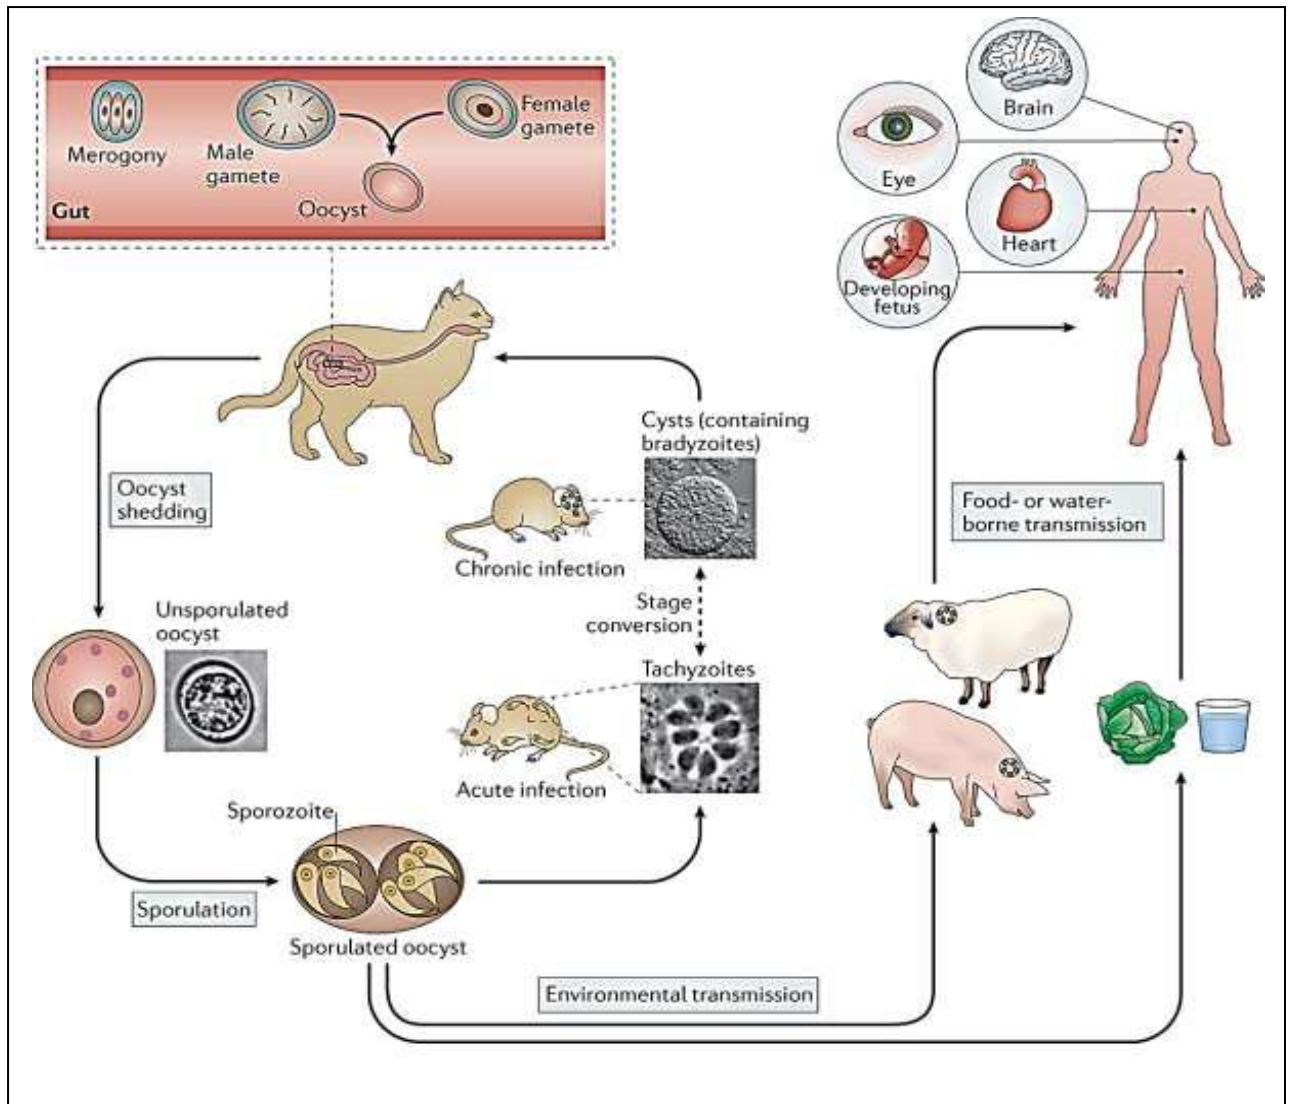 Merogony
Male
gamete
Female
gamete
Oocyst
Gut
Brain
Eye
Heart
Developing
fetus
Oocyst
shedding
Cysts (containing
bradyzoites)
Chronic infection
Stage
conversion
Tachyzoites
Acute infection
Unsporulated
oocyst
Sporozoite
Sporulation
Sporulated oocyst
Environmental transmission
Food- or water-
borne transmission